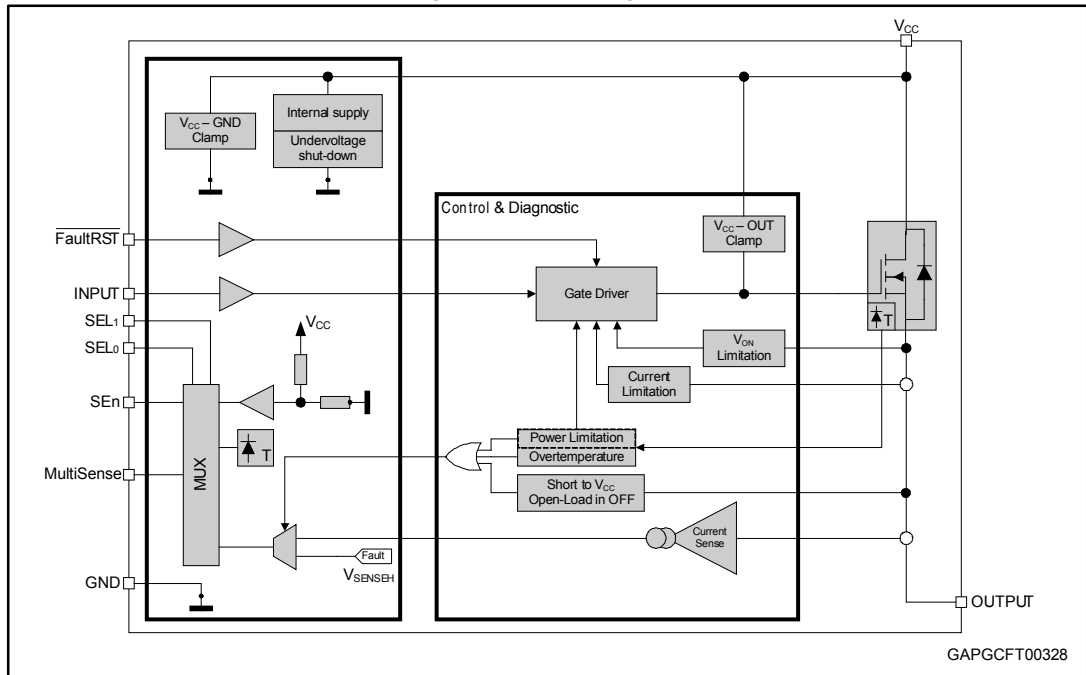 VCC
VCC – GND
Clamp
Internal supply
Undervoltage
shut-down
Control & Diagnostic
FaultRST
VCC – OUT
Clamp
INPUT
Gate Driver
SEL1
VCC
T
SEL0
VON
Limitation
Current
Limitation
SEn
Power Limitation
T
Overtemperature
MultiSense
MUX
Short to VCC
Open-Load in OFF
Current
Sense
Fault
VSENSEH
GND
OUTPUT
GAPGCFT00328